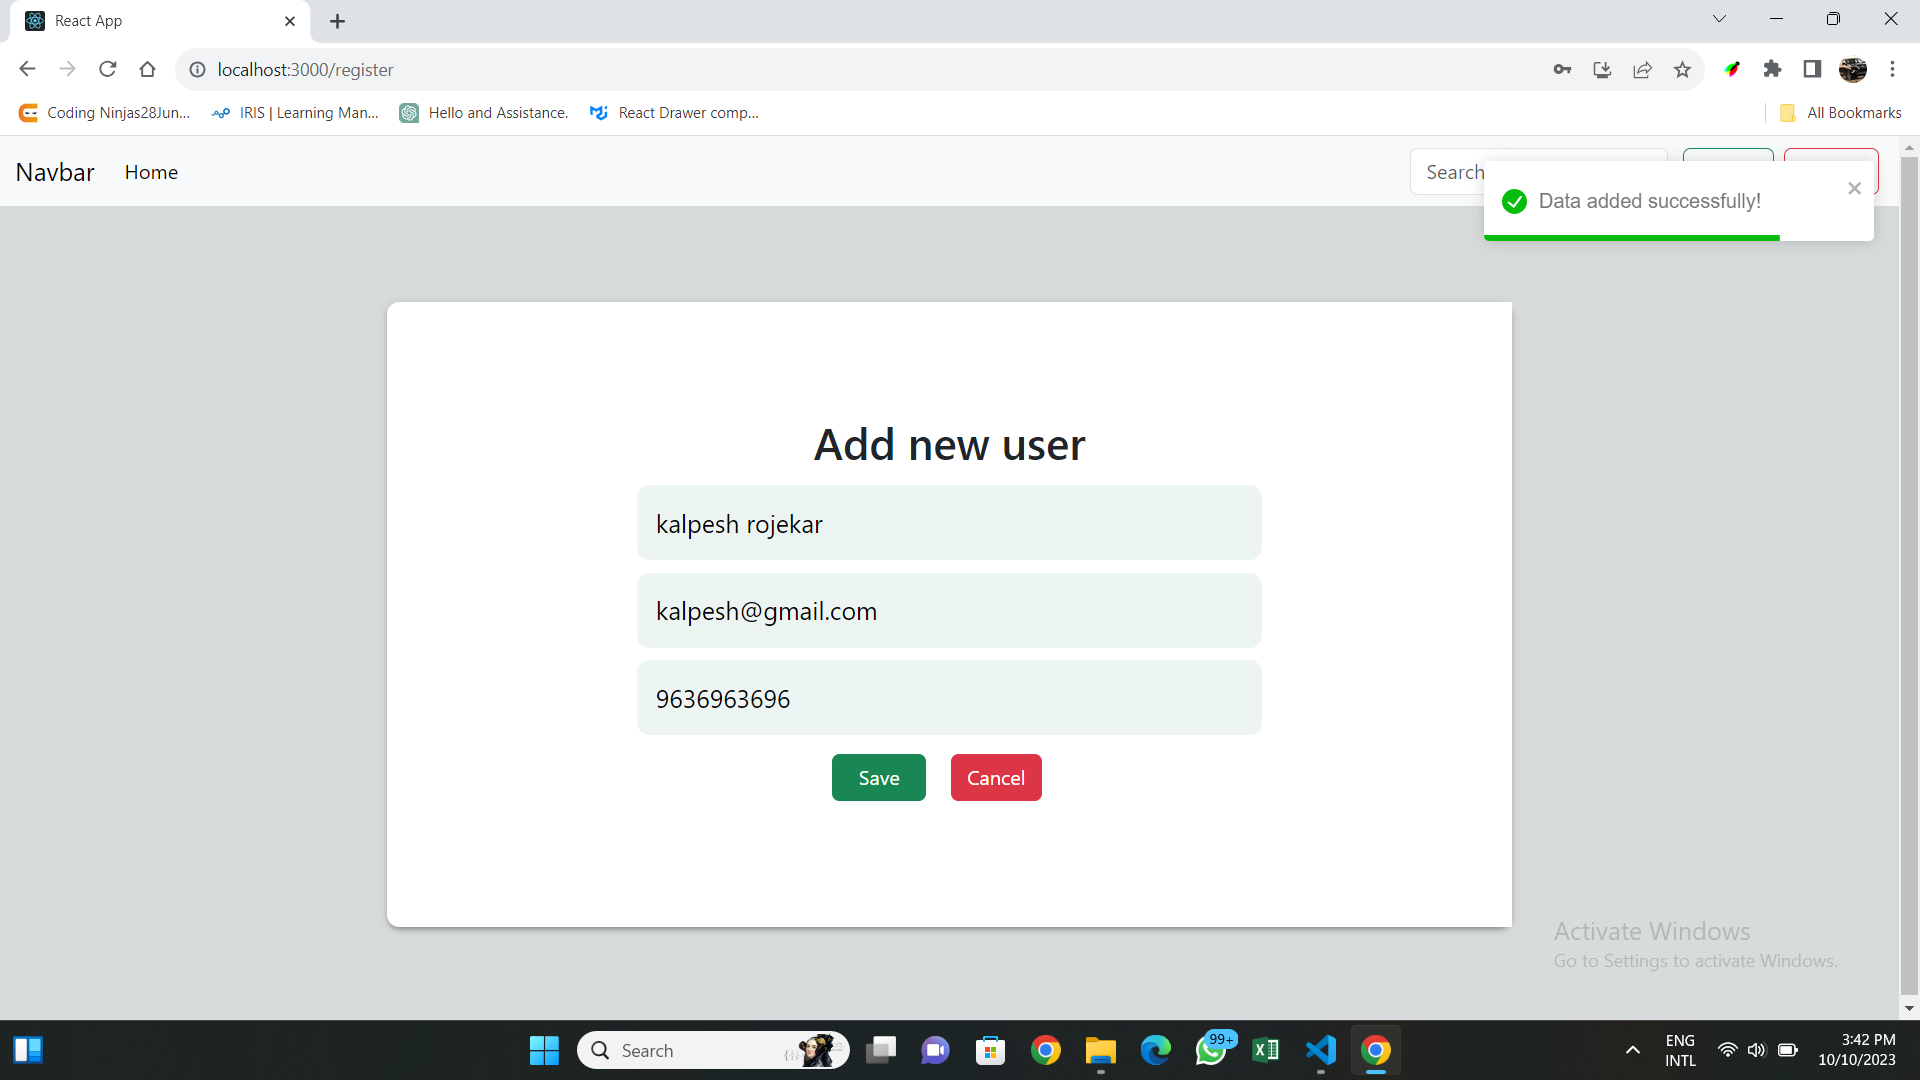 React App
localhost:3000/register
Coding Ninjas28Jun...
IRIS | Learning Man...
Hello and Assistance.
React Drawer comp...
All Bookmarks
Navbar
Home
Search
Data added successfully!
Add new user
kalpesh rojekar
kalpesh@gmail.com
9636963696
Save
Cancel
Activate Windows
Go to Settings to activate Windows.
Search
99+
ENG
INTL
3:42 PM
10/10/2023